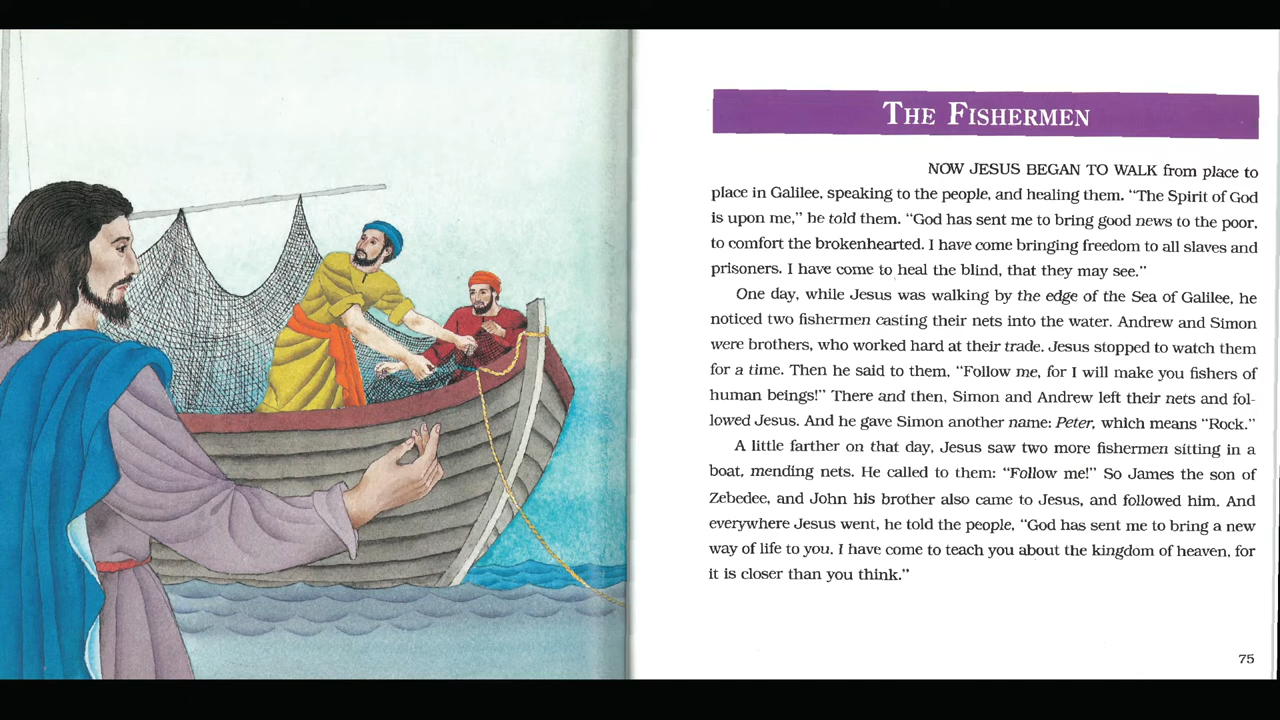 THE FISHERMEN
NOW JESUS BEGAN TO WALK from place to
place in Galilee, speaking to the people, and healing them. “The Spirit of God
is upon me,” he told them. “God has sent me to bring good news to the poor,
to comfort the brokenhearted. I have come bringing freedom to all slaves and
prisoners. I have come to heal the blind, that they may see.”
One day, while Jesus was walking by the edge of the Sea of Galilee, he
noticed two fishermen casting their nets into the water. Andrew and Simon
were brothers, who worked hard at their trade. Jesus stopped to watch them
for a time. Then he said to them, “Follow me, for I will make you fishers of
human beings!” There and then, Simon and Andrew left their nets and fol-
lowed Jesus. And he gave Simon another name: Peter, which means “Rock.”
A little farther on that day, Jesus saw two more fishermen sitting in a
boat, mending nets. He called to them: “Follow me!” So James the son of
Zebedee, and John his brother also came to Jesus, and followed him. And
everywhere Jesus went, he told the people, “God has sent me to bring a new
way of life to you. I have come to teach you about the kingdom of heaven, for
it is closer than you think.”
75